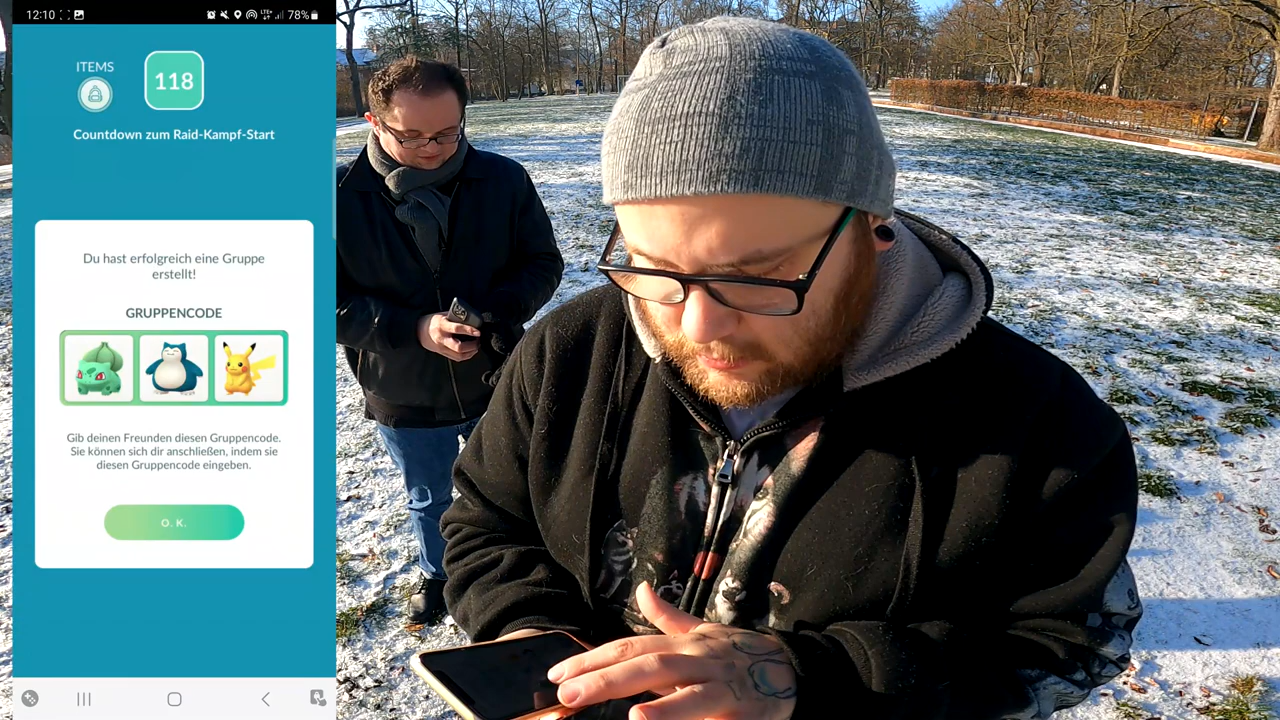 12:10
LTE+
78%
ITEMS
118
Countdown zum Raid-Kampf-Start
Du hast erfolgreich eine Gruppe
erstellt!
GRUPPENCODE
Gib deinen Freunden diesen Gruppencode.
Sie können sich dir anschließen, indem sie
diesen Gruppencode eingeben.
O. K.